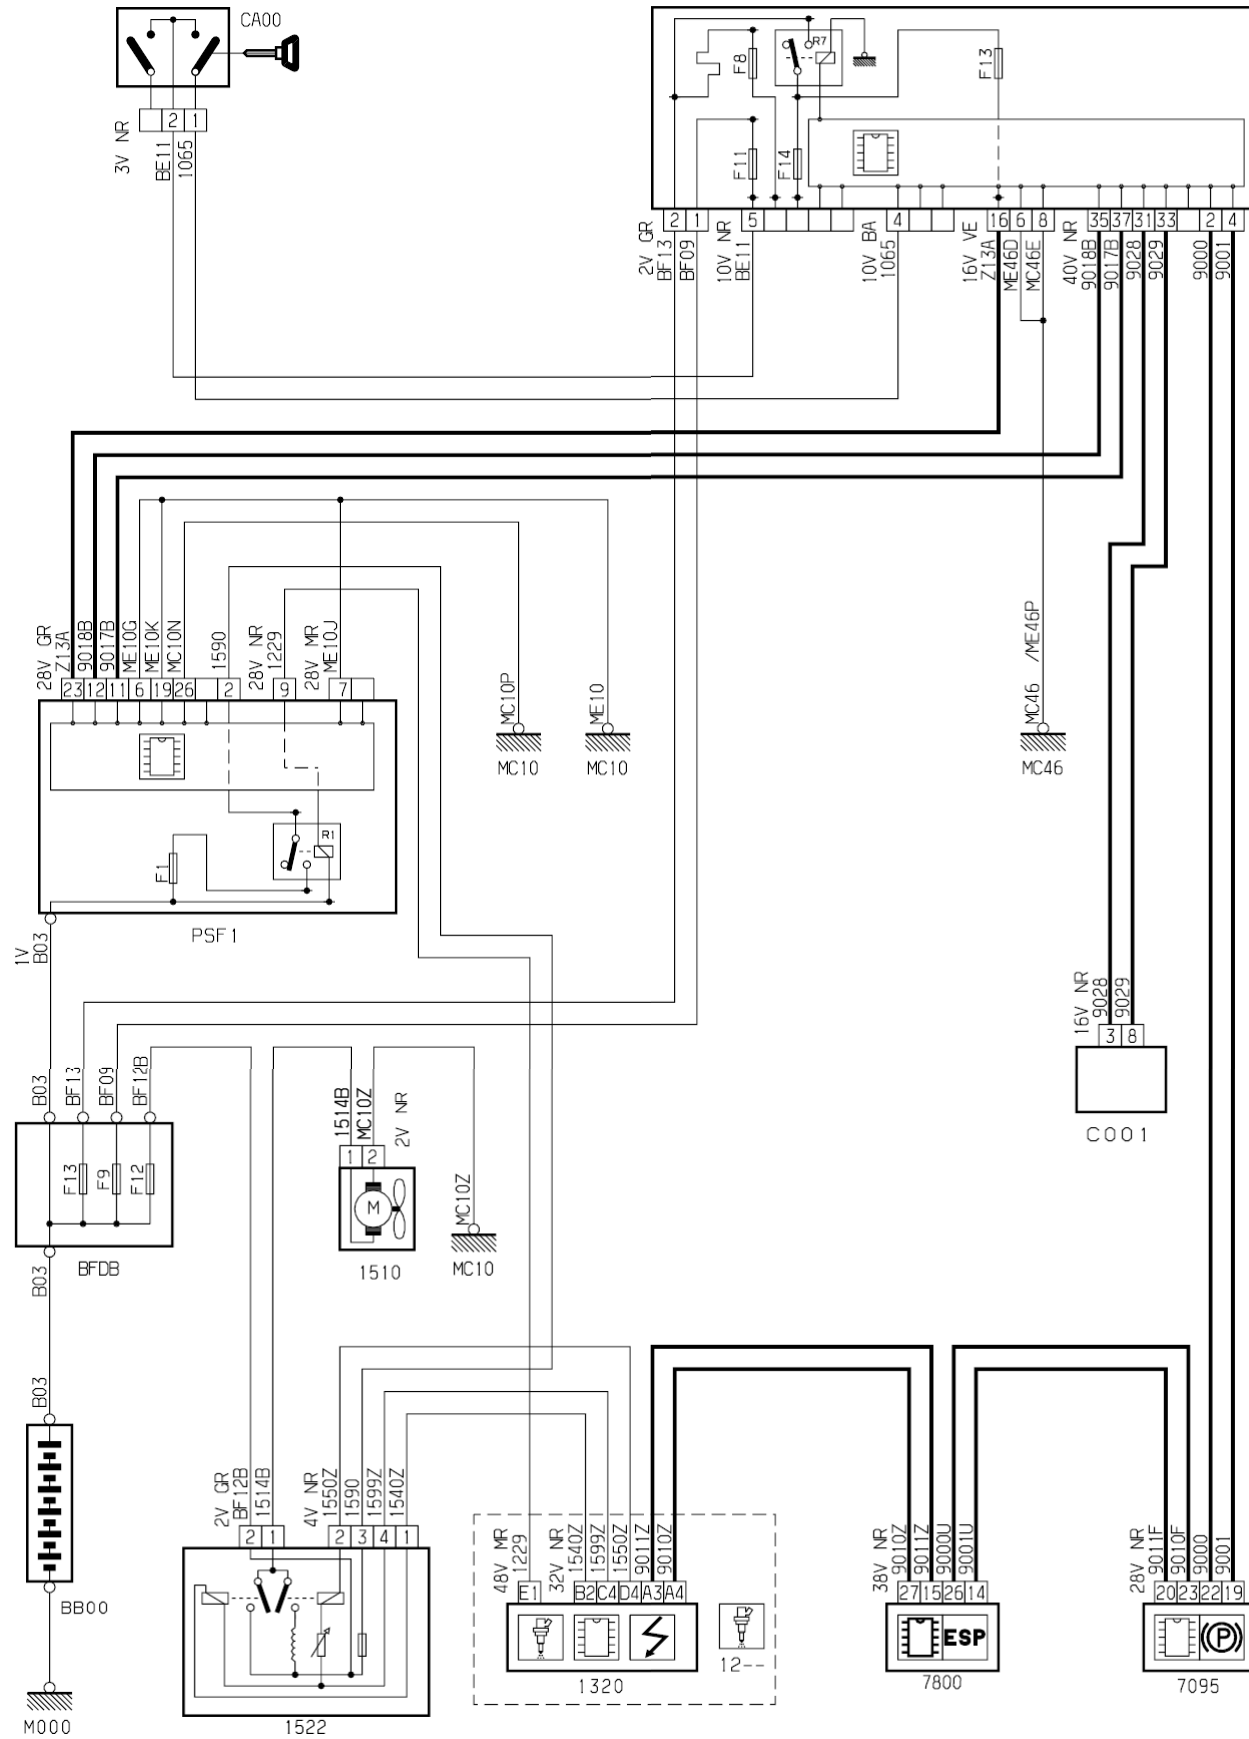 CA00
2 1
3V NR
BE11
1065
F8
R7
F13
F11
F14
2 1 5 4 16 6 8 35 37 31 33 2 4
2V GR
BF13
BF09
10V NR
BE11
10V BA
1065
16V VE
Z13A
ME46D
MC46E
40V NR
9018B
9017B
9028
9029
9000
9001
28V GR
Z13A
9018B
9017B
ME10G
ME10K
MC10N
1590
28V NR
1229
28V MR
ME10J
23 12 11 6 19 26 2 9 7
MC10P
MC10
ME10
MC10
MC46 /ME46P
MC46
R1
F1
PSF1
1V
B03
16V NR
9028
9029
3 8
C001
B03
BF13
BF09
BF12B
F13
F9
F12
BFDB
1514B
MC10Z
2V NR
1 2
M
1510
MC10Z
MC10
B03
B03
BB00
M000
2V GR
BF12B
1514B
4V NR
1550Z
1590
1599Z
1540Z
2 1 2 3 4 1
1522
48V MR
1229
32V NR
1540Z
1599Z
1550Z
9011Z
9010Z
E1 B2 C4 D4 A3 A4
1320
12--
38V NR
9010Z
9011Z
9000U
9001U
27 15 26 14
ESP
7800
28V NR
9011F
9010F
9000
9001
20 23 22 19
P
7095